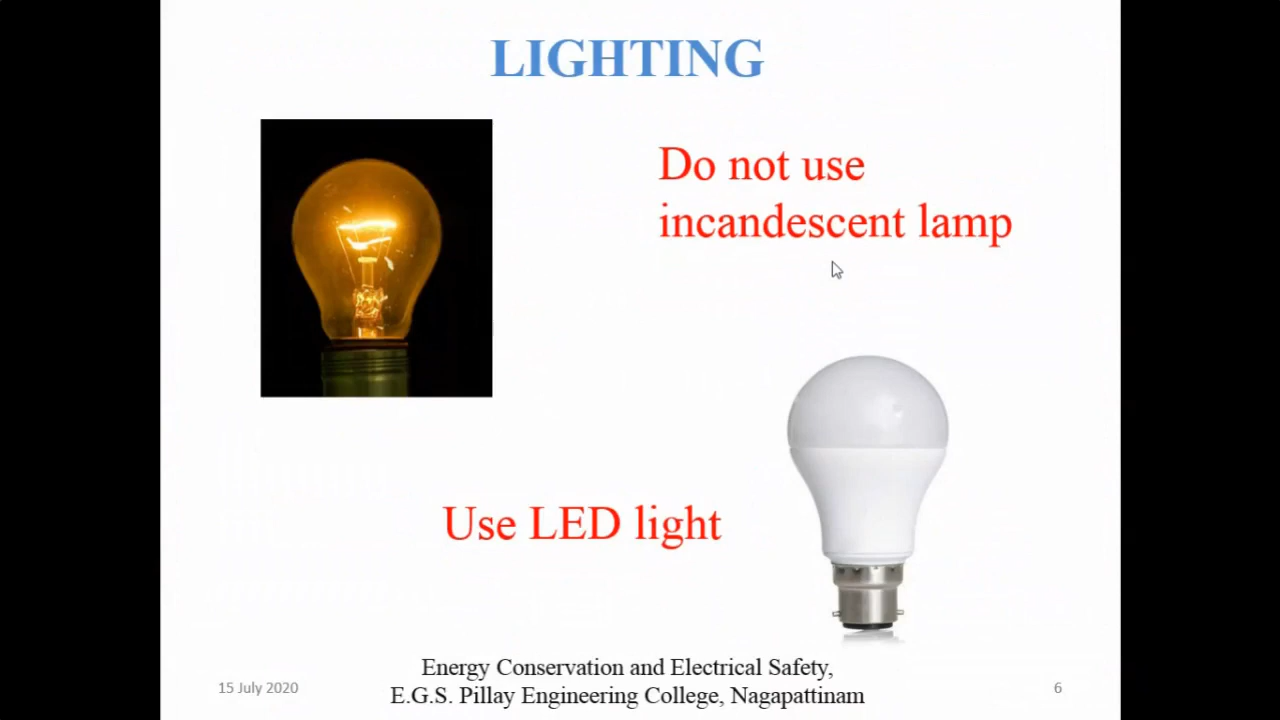 LIGHTING
Do not use
incandescent lamp
Use LED light
15 July 2020
Energy Conservation and Electrical Safety,
E.G.S. Pillay Engineering College, Nagapattinam
6